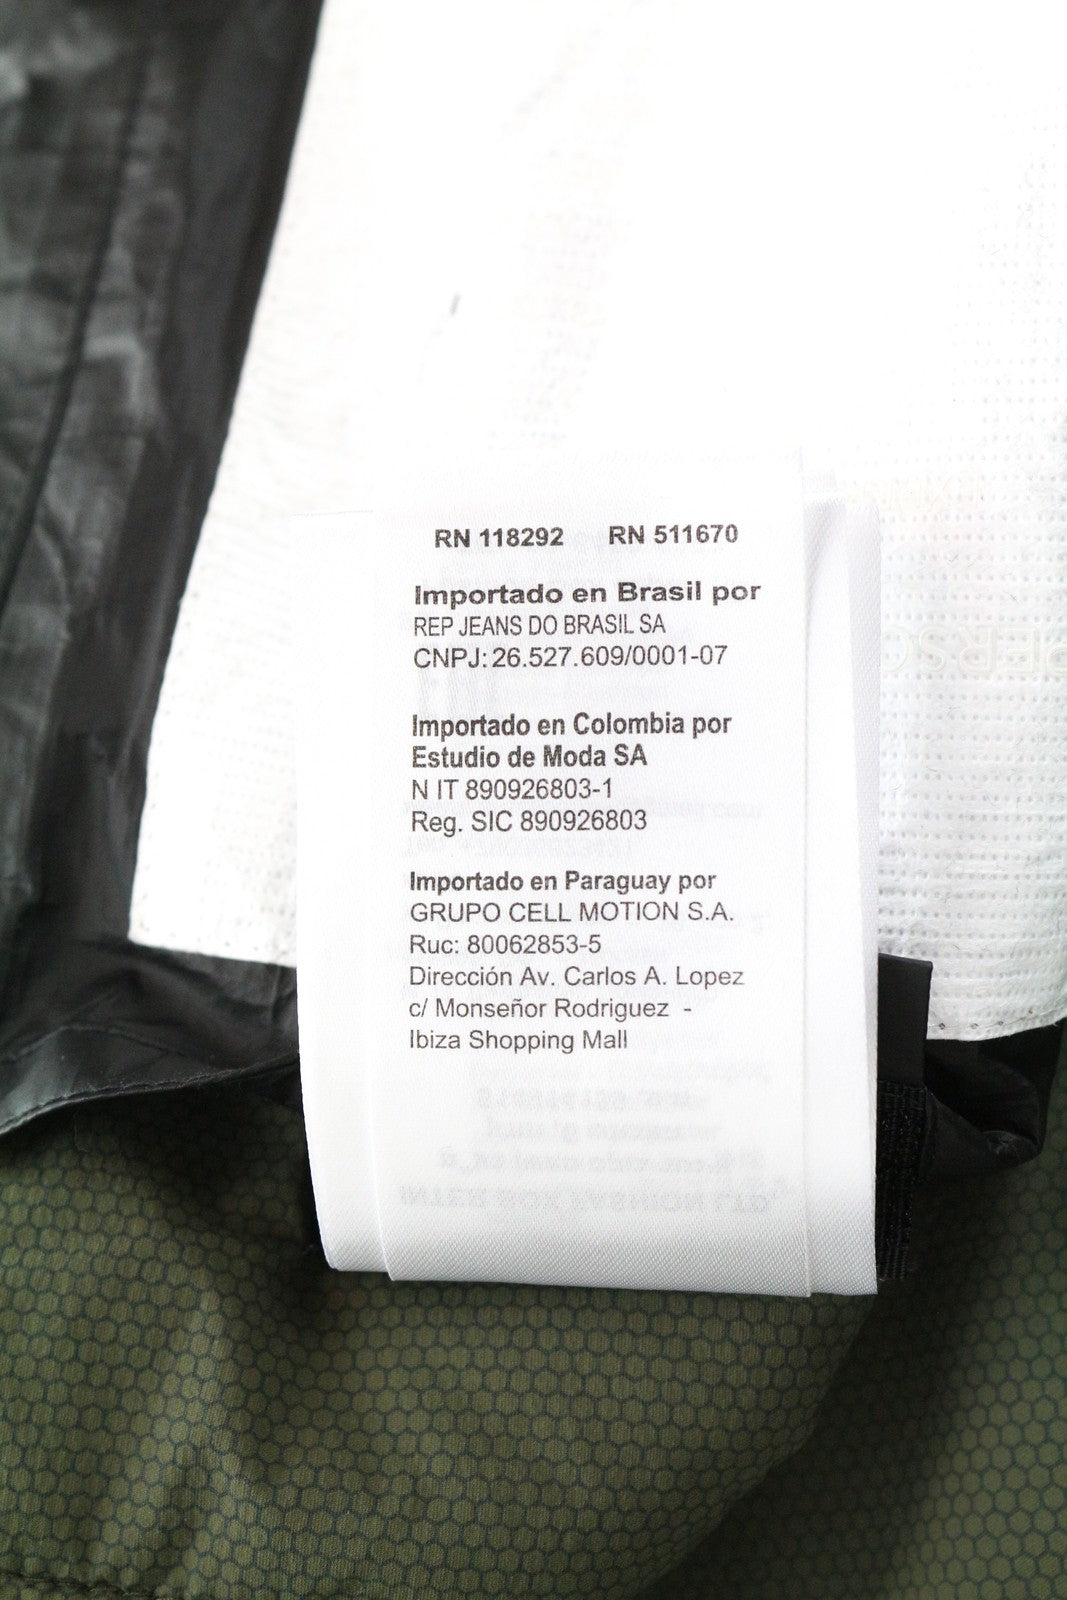 RN 118292 RN 511670
Importado en Brasil por
REP JEANS DO BRASIL SA
CNPJ: 26.527.609/0001-07
Importado en Colombia por
Estudio de Moda SA
N IT 890926803-1
Reg. SIC 890926803
Importado en Paraguay por
GRUPO CELL MOTION S.A.
Ruc: 80062853-5
Dirección Av. Carlos A. Lopez
c/ Monseñor Rodriguez -
Ibiza Shopping Mall